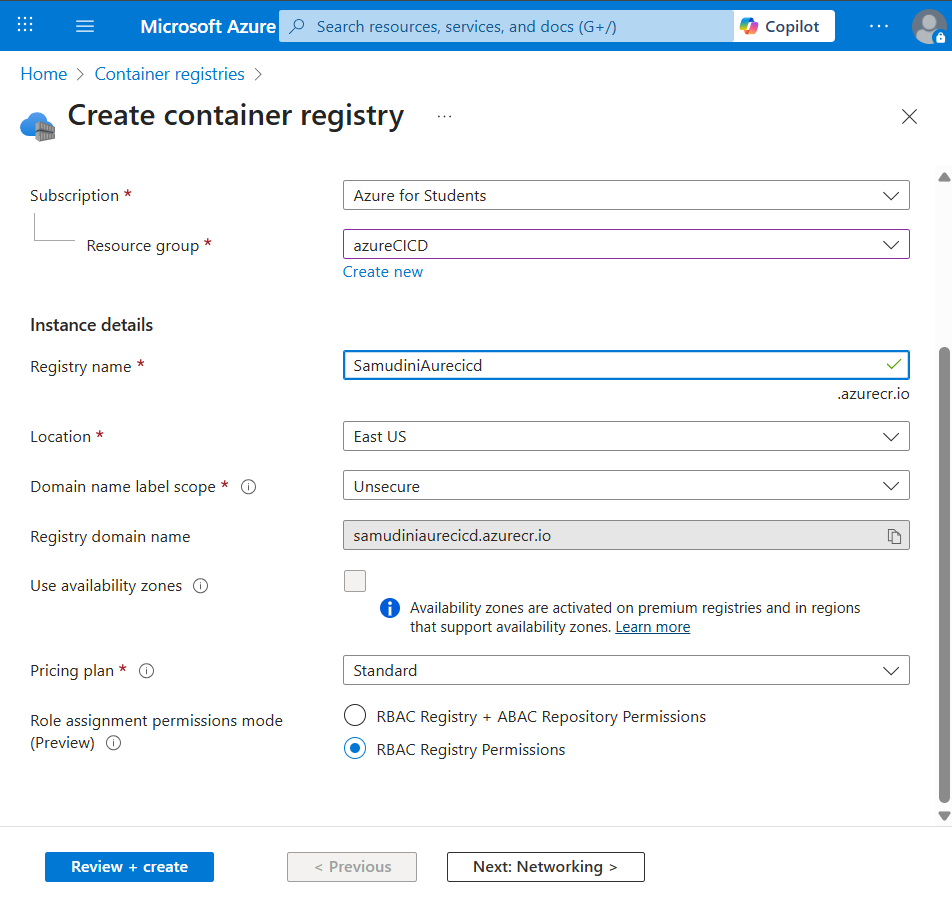 Microsoft Azure
Search resources, services, and docs (G+/)
Copilot
Home > Container registries >
Create container registry
Subscription *
Azure for Students
Resource group *
azureCICD
Create new
Instance details
Registry name *
SamudiniAurecicd
.azurecr.io
Location *
East US
Domain name label scope *
Unsecure
Registry domain name
samudiniaurecicd.azurecr.io
Use availability zones
Availability zones are activated on premium registries and in regions
that support availability zones. Learn more
Pricing plan *
Standard
Role assignment permissions mode
(Preview)
RBAC Registry + ABAC Repository Permissions
RBAC Registry Permissions
Review + create
< Previous
Next: Networking >